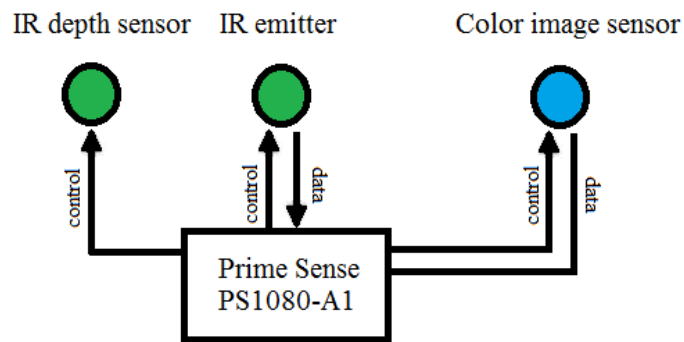 IR depth sensor
IR emitter
Color image sensor
control
control
data
control
data
Prime Sense
PS1080-A1